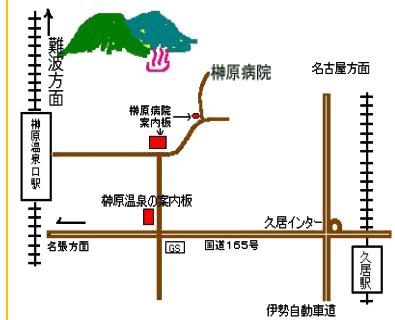 難波方面
榊原病院
名古屋方面
榊原病院
案内板
榊原温泉口駅
榊原温泉の案内板
久居インター
名張方面
GS
国道165号
久居駅
伊勢自動車道